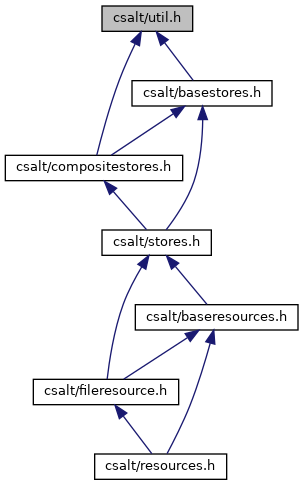 csalt/util.h
csalt/basestores.h
csalt/compositestores.h
csalt/stores.h
csalt/baseresources.h
csalt/fileresource.h
csalt/resources.h